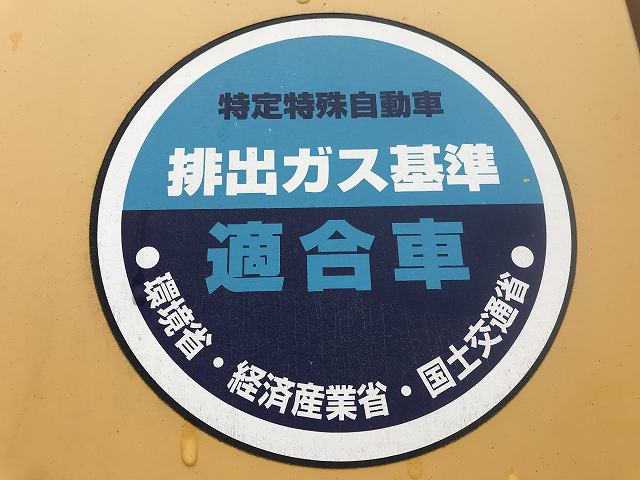 特定特殊自動車
排出ガス基準
適合車
環境省・経済産業省・国土交通省